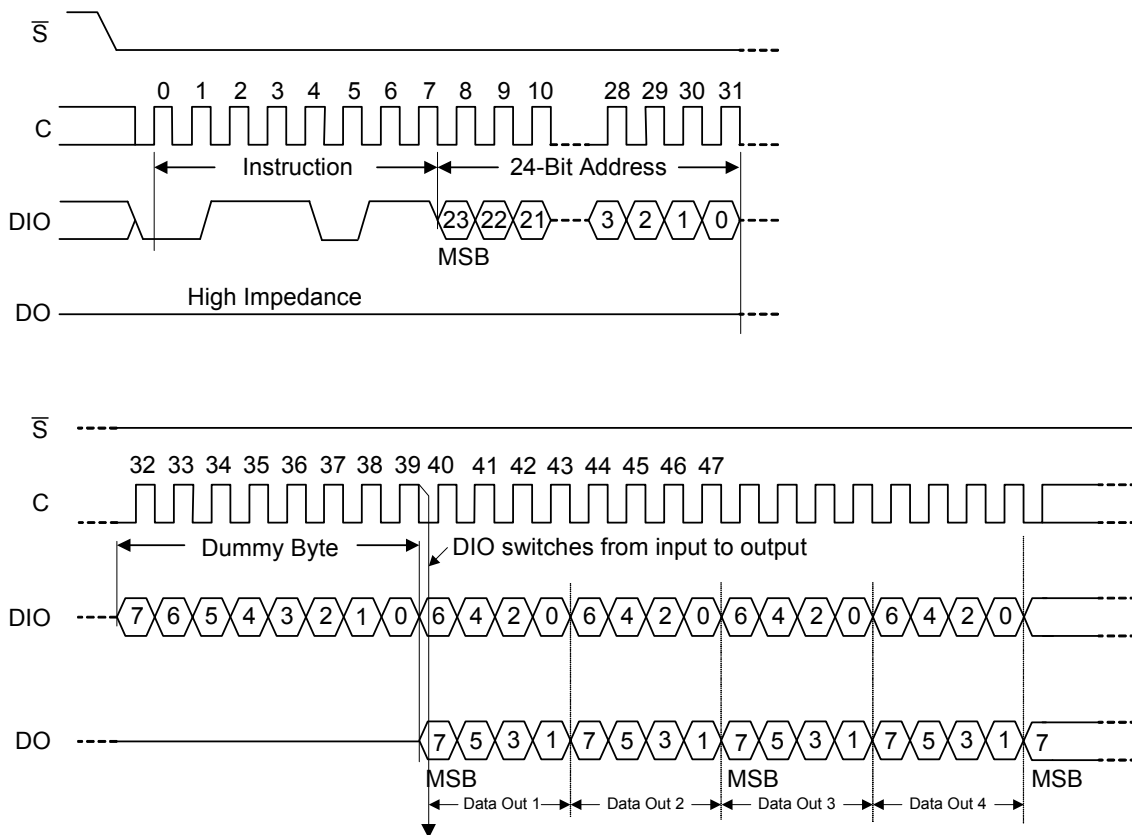 S̅
0 1 2 3 4 5 6 7 8 9 10 28 29 30 31
C
Instruction 24-Bit Address
DIO 23 22 21 3 2 1 0
MSB
High Impedance
DO
S̅
32 33 34 35 36 37 38 39 40 41 42 43 44 45 46 47
C
Dummy Byte DIO switches from input to output
DIO 7 6 5 4 3 2 1 0 6 4 2 0 6 4 2 0 6 4 2 0 6 4 2 0
DO 7 5 3 1 7 5 3 1 7 5 3 1 7 5 3 1 7
MSB MSB MSB
Data Out 1 Data Out 2 Data Out 3 Data Out 4